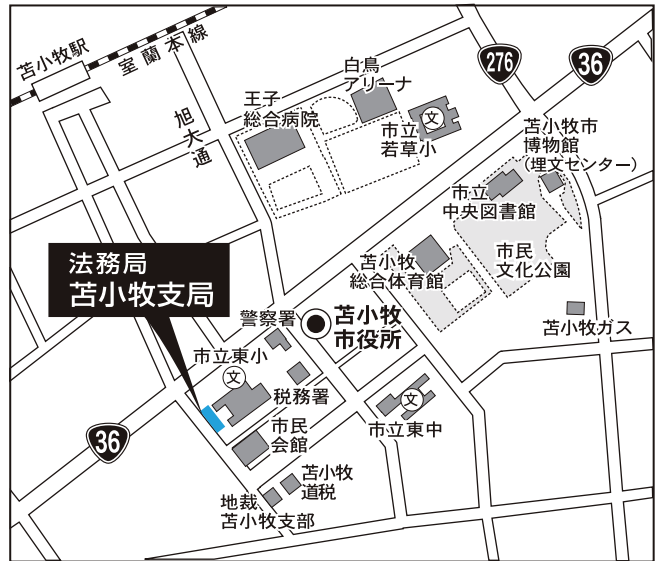 苫小牧駅
室蘭本線
旭大通
王子
総合病院
白鳥
アリーナ
文
市立
若草小
276
36
苫小牧市
博物館
(埋文センター)
市立
中央図書館
市民
文化公園
苫小牧
総合体育館
苫小牧ガス
法務局
苫小牧支局
警察署
苫小牧
市役所
市立東小
文
税務署
文
市立東中
市民
会館
36
苫小牧
道税
地裁
苫小牧支部